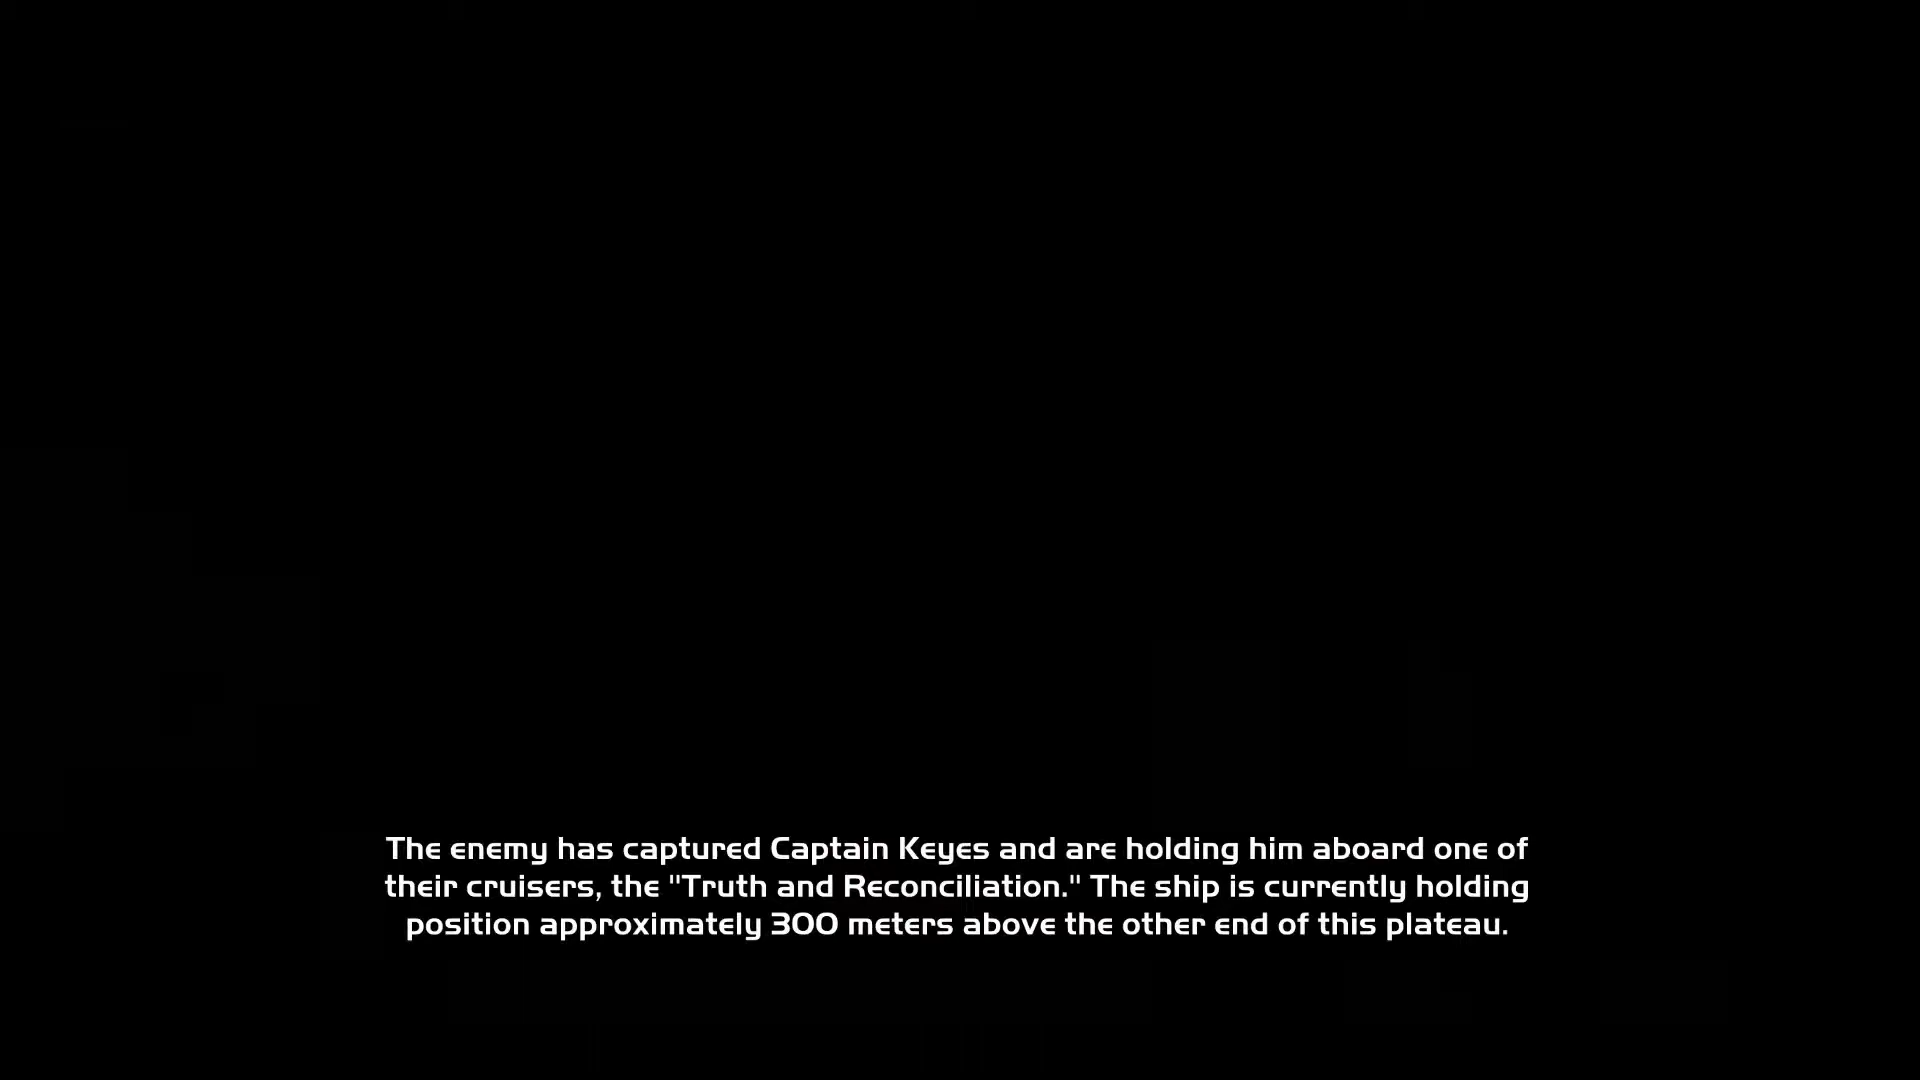 The enemy has captured Captain Keyes and are holding him aboard one of
their cruisers, the "Truth and Reconciliation." The ship is currently holding
position approximately 300 meters above the other end of this plateau.